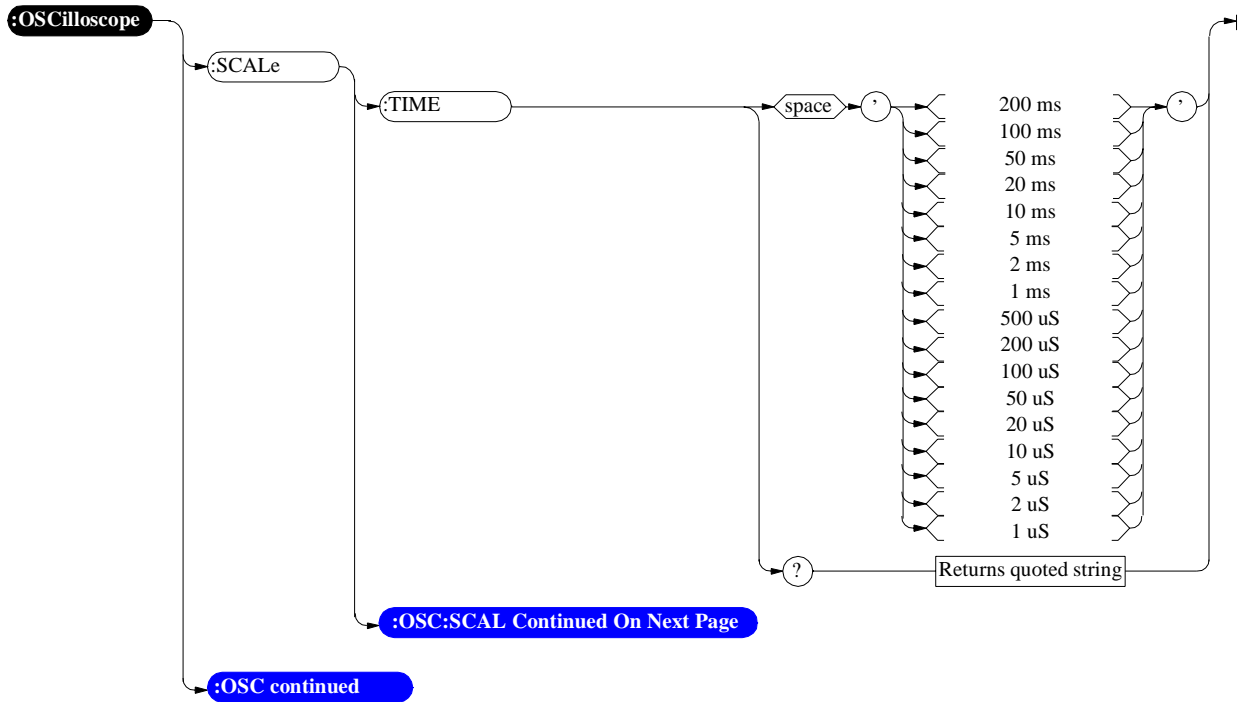 :OSCilloscope
:SCALe
:TIME
space
’
200 ms
’
100 ms
50 ms
20 ms
10 ms
5 ms
2 ms
1 ms
500 uS
200 uS
100 uS
50 uS
20 uS
10 uS
5 uS
2 uS
1 uS
?
Returns quoted string
:OSC:SCAL Continued On Next Page
:OSC continued